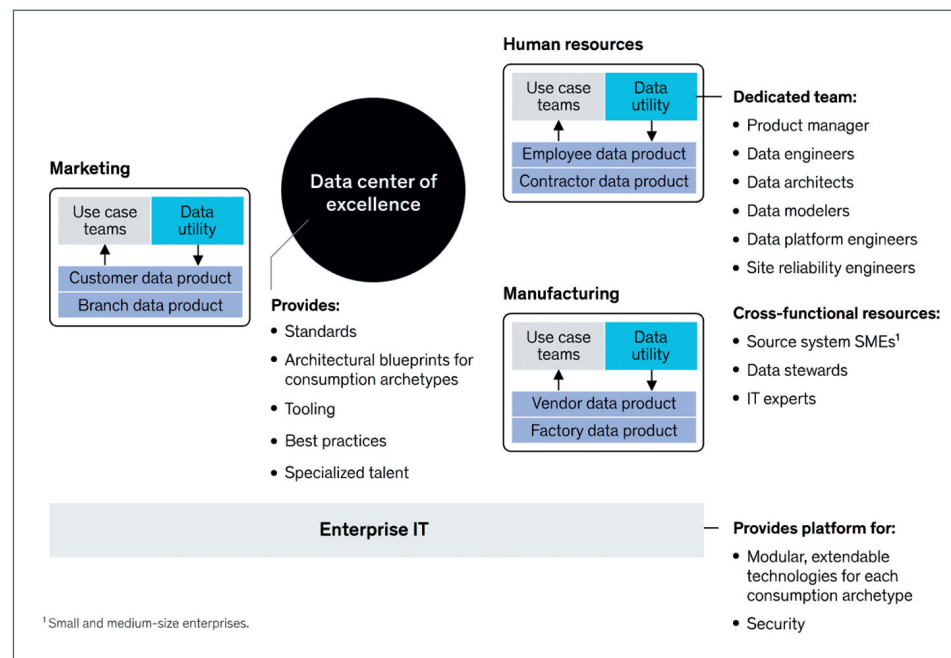 Human resources
Use case
teams
Data
utility
Employee data product
Contractor data product
Dedicated team:
• Product manager
• Data engineers
• Data architects
• Data modelers
• Data platform engineers
• Site reliability engineers
Data center of
excellence
Marketing
Use case
teams
Data
utility
Customer data product
Branch data product
Provides:
• Standards
• Architectural blueprints for
consumption archetypes
• Tooling
• Best practices
• Specialized talent
Manufacturing
Use case
teams
Data
utility
Vendor data product
Factory data product
Cross-functional resources:
• Source system SMEs¹
• Data stewards
• IT experts
Enterprise IT
Provides platform for:
• Modular, extendable
technologies for each
consumption archetype
• Security
¹ Small and medium-size enterprises.